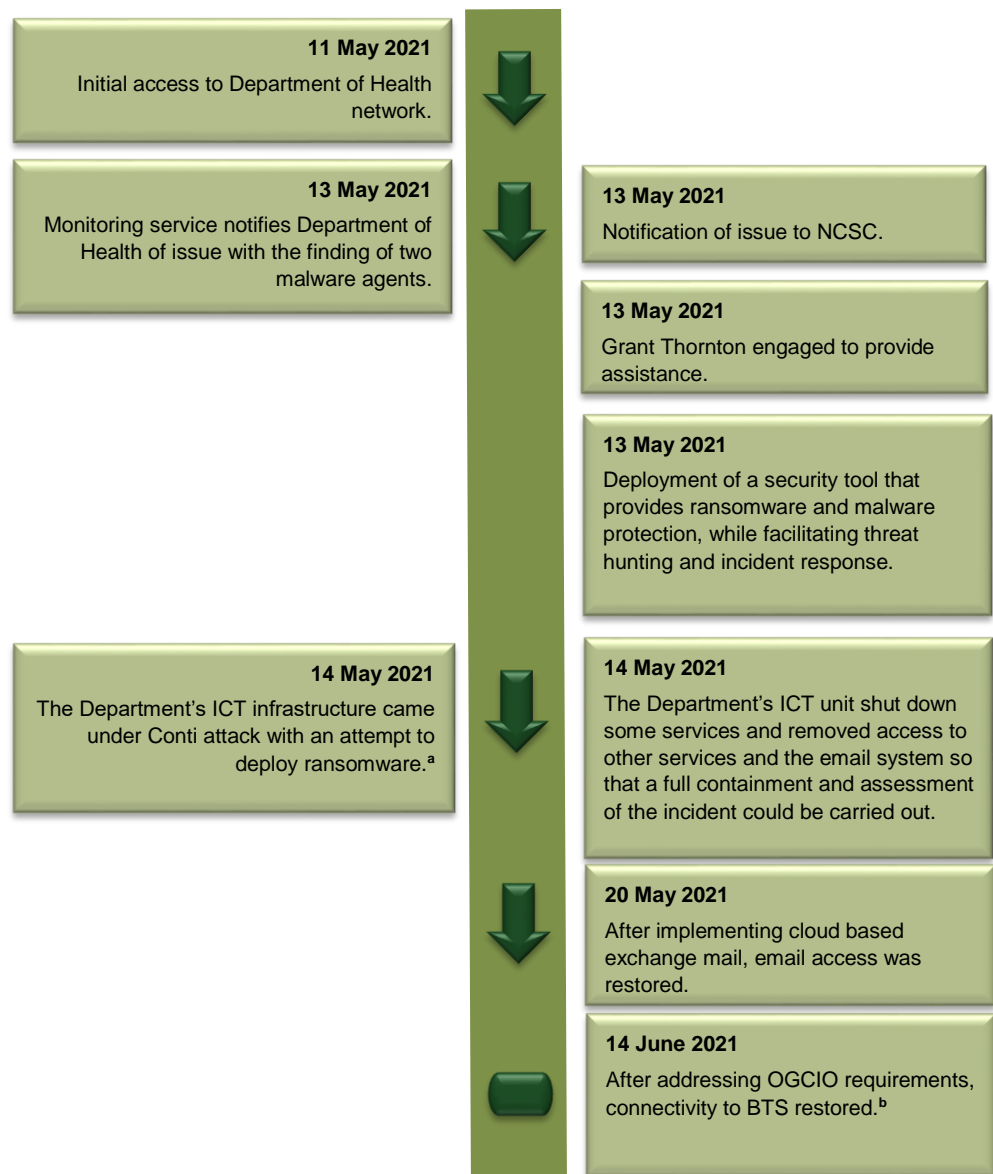 11 May 2021
Initial access to Department of Health
network.
13 May 2021
Monitoring service notifies Department of
Health of issue with the finding of two
malware agents.
13 May 2021
Notification of issue to NCSC.
13 May 2021
Grant Thornton engaged to provide
assistance.
13 May 2021
Deployment of a security tool that
provides ransomware and malware
protection, while facilitating threat
hunting and incident response.
14 May 2021
The Department’s ICT infrastructure came
under Conti attack with an attempt to
deploy ransomware.a
14 May 2021
The Department’s ICT unit shut down
some services and removed access to
other services and the email system so
that a full containment and assessment
of the incident could be carried out.
20 May 2021
After implementing cloud based
exchange mail, email access was
restored.
14 June 2021
After addressing OGCIO requirements,
connectivity to BTS restored.b